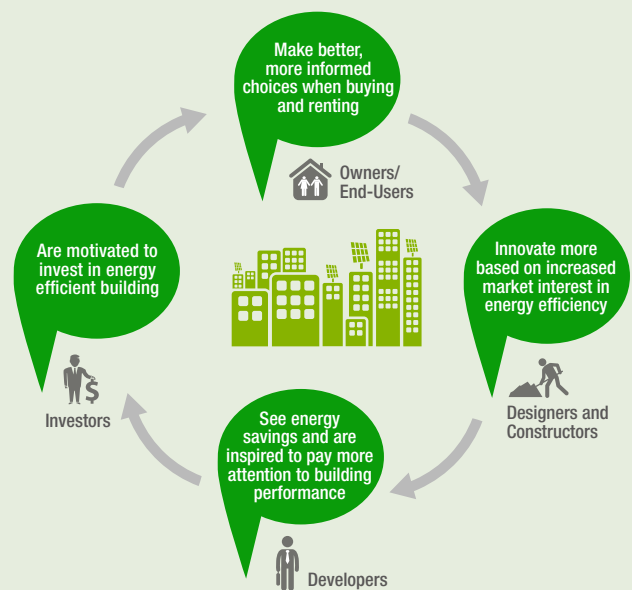 Make better,
more informed
choices when buying
and renting
Owners/
End-Users
Innovate more
based on increased
market interest in
energy efficiency
Designers and
Constructors
See energy
savings and are
inspired to pay more
attention to building
performance
Developers
Are motivated to
invest in energy
efficient building
$
Investors